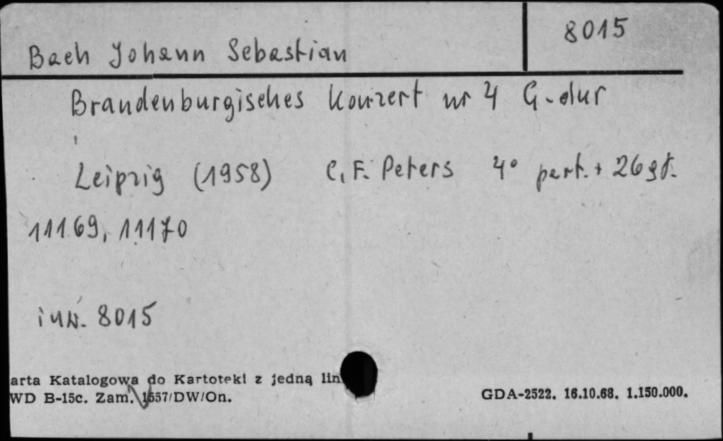 8015
Bach Johann Sebastian
Brandenburgisches Konzert nr 4 G-dur
Leipzig (1958) C.F. Peters 4° part. + 26 gł.
11169, 11170
inw. 8015
arta Katalogowa do Kartoteki z jedną lin
WD B-15c. Zam. 1657/DW/On.
GDA-2522. 16.10.68. 1.150.000.